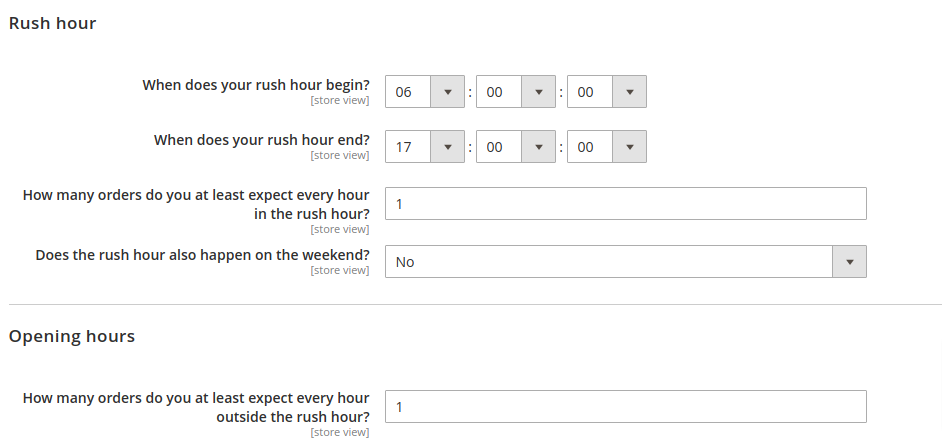 Rush hour
When does your rush hour begin?
[store view]
06 : 00 : 00
When does your rush hour end?
[store view]
17 : 00 : 00
How many orders do you at least expect every hour
in the rush hour?
[store view]
1
Does the rush hour also happen on the weekend?
[store view]
No
Opening hours
How many orders do you at least expect every hour
outside the rush hour?
[store view]
1